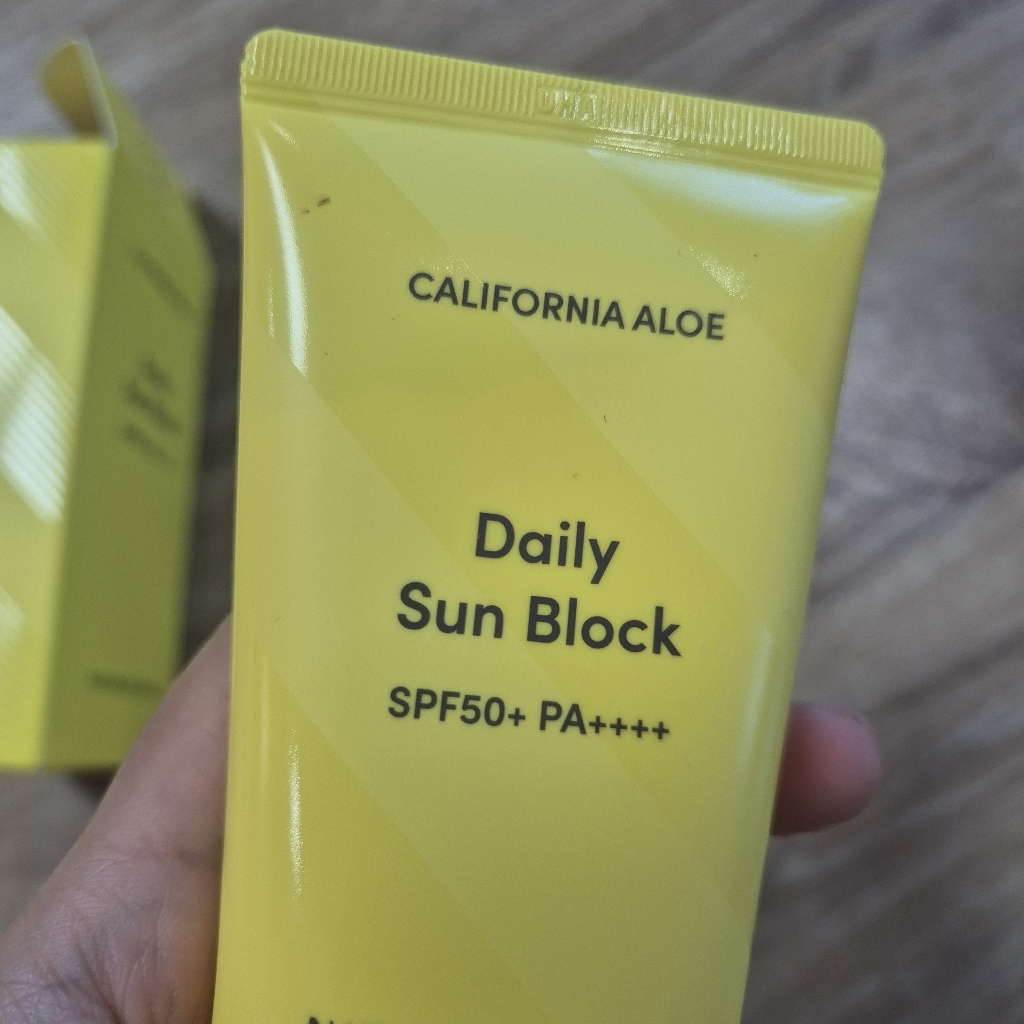 CALIFORNIA ALOE
Daily
Sun Block
SPF50+ PA++++